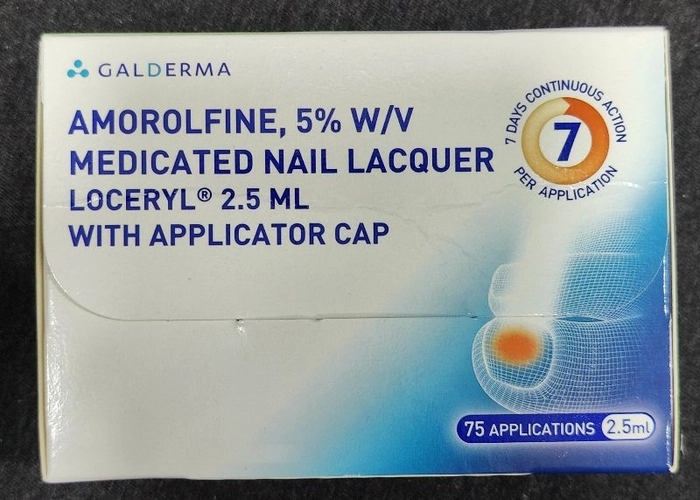 GALDERMA
AMOROLFINE, 5% W/V
MEDICATED NAIL LACQUER
LOCERYL® 2.5 ML
WITH APPLICATOR CAP
7 DAYS CONTINUOUS ACTION
7
PER APPLICATION
75 APPLICATIONS 2.5ml